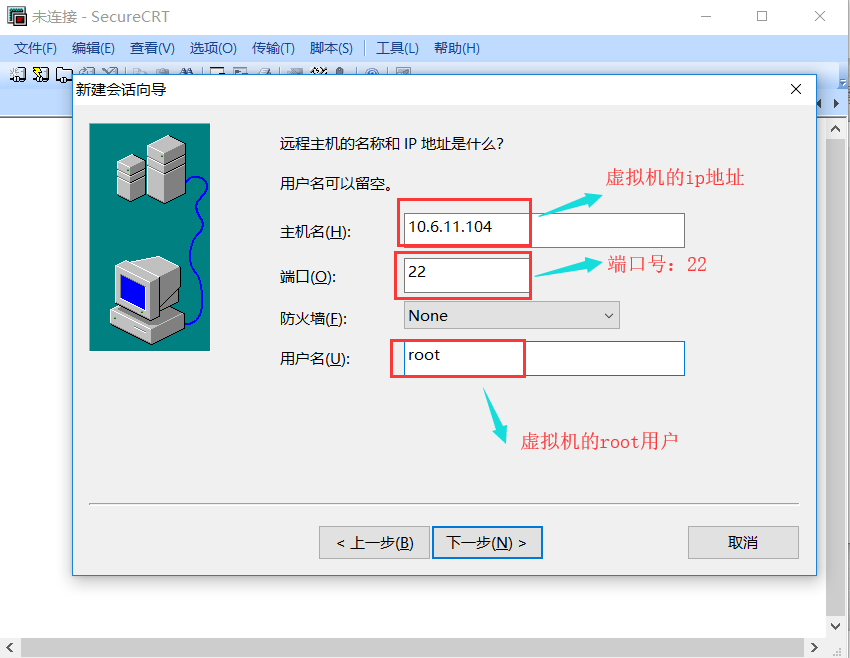 未连接 - SecureCRT
文件(F) 编辑(E) 查看(V) 选项(O) 传输(T) 脚本(S) 工具(L) 帮助(H)
新建会话向导
远程主机的名称和 IP 地址是什么?
用户名可以留空。
虚拟机的ip地址
主机名(H): 10.6.11.104
端口(O): 22
端口号: 22
防火墙(F): None
用户名(U): root
虚拟机的root用户
< 上一步(B) 下一步(N) > 取消